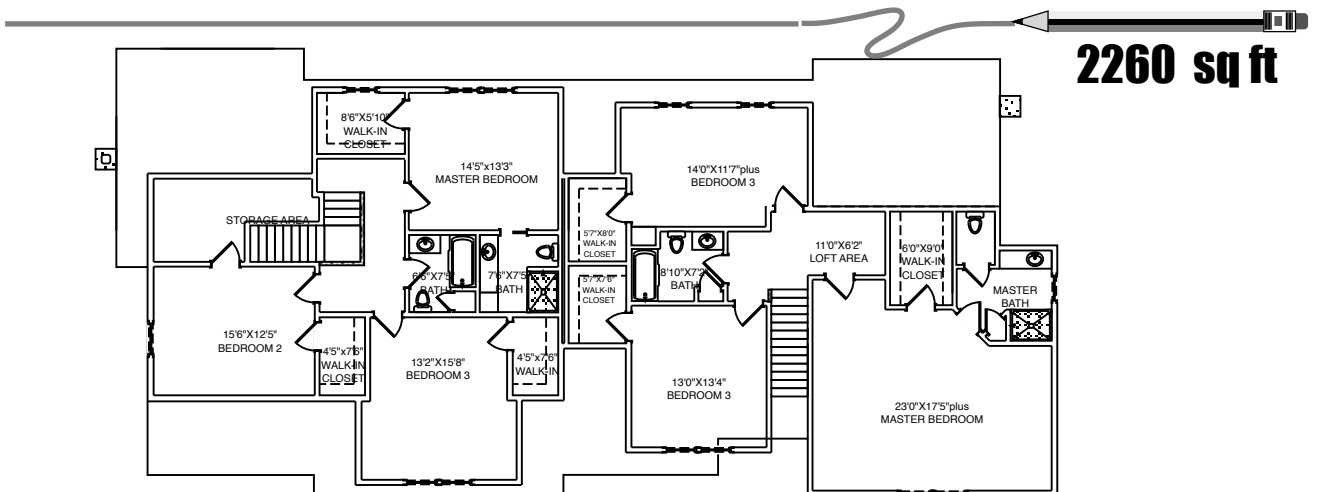 2260 sq ft
8'6"X5'10"
WALK-IN
CLOSET
14'5"x13'3"
MASTER BEDROOM
14'0"X11'7"plus
BEDROOM 3
STORAGE AREA
5'7"X8'0"
WALK-IN
CLOSET
11'0"X6'2"
LOFT AREA
6'0"X9'0"
WALK-IN
CLOSET
BATH
7'6"X7'5"
BATH
5'7"X7'6"
WALK-IN
CLOSET
8'10"X7'2"
BATH
MASTER
BATH
15'6"X12'5"
BEDROOM 2
4'5"x7'6"
WALK-IN
CLOSET
13'2"X15'8"
BEDROOM 3
4'5"x7'6"
WALK-IN
13'0"X13'4"
BEDROOM 3
23'0"X17'5"plus
MASTER BEDROOM